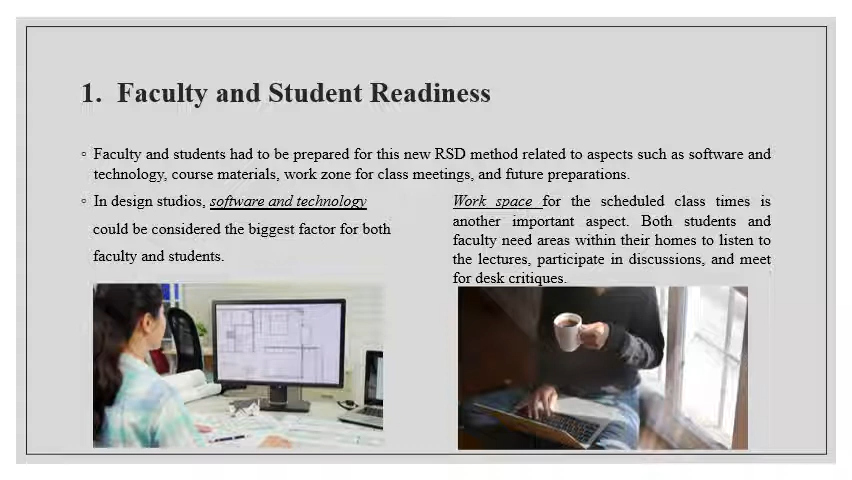 1. Faculty and Student Readiness
◦ Faculty and students had to be prepared for this new RSD method related to aspects such as software and
technology, course materials, work zone for class meetings, and future preparations.
◦ In design studios, software and technology
could be considered the biggest factor for both
faculty and students.
Work space for the scheduled class times is
another important aspect. Both students and
faculty need areas within their homes to listen to
the lectures, participate in discussions, and meet
for desk critiques.